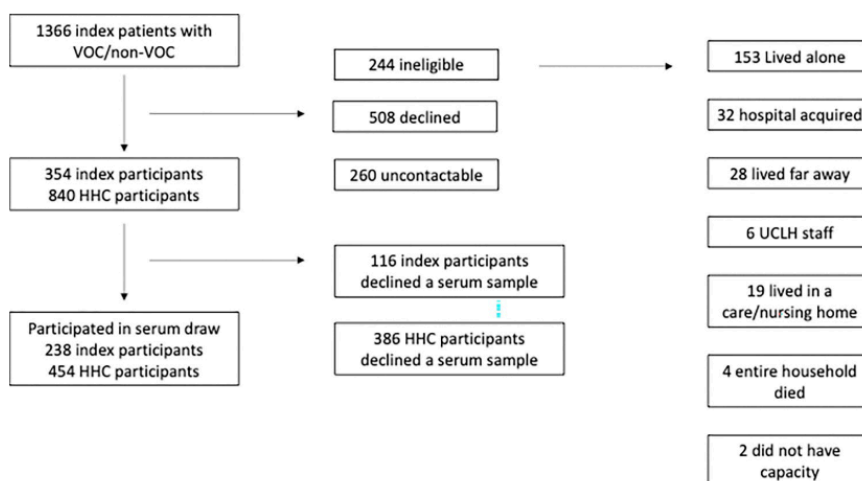 1366 index patients with
VOC/non-VOC
244 ineligible
508 declined
260 uncontactable
354 index participants
840 HHC participants
116 index participants
declined a serum sample
386 HHC participants
declined a serum sample
Participated in serum draw
238 index participants
454 HHC participants
153 Lived alone
32 hospital acquired
28 lived far away
6 UCLH staff
19 lived in a
care/nursing home
4 entire household
died
2 did not have
capacity